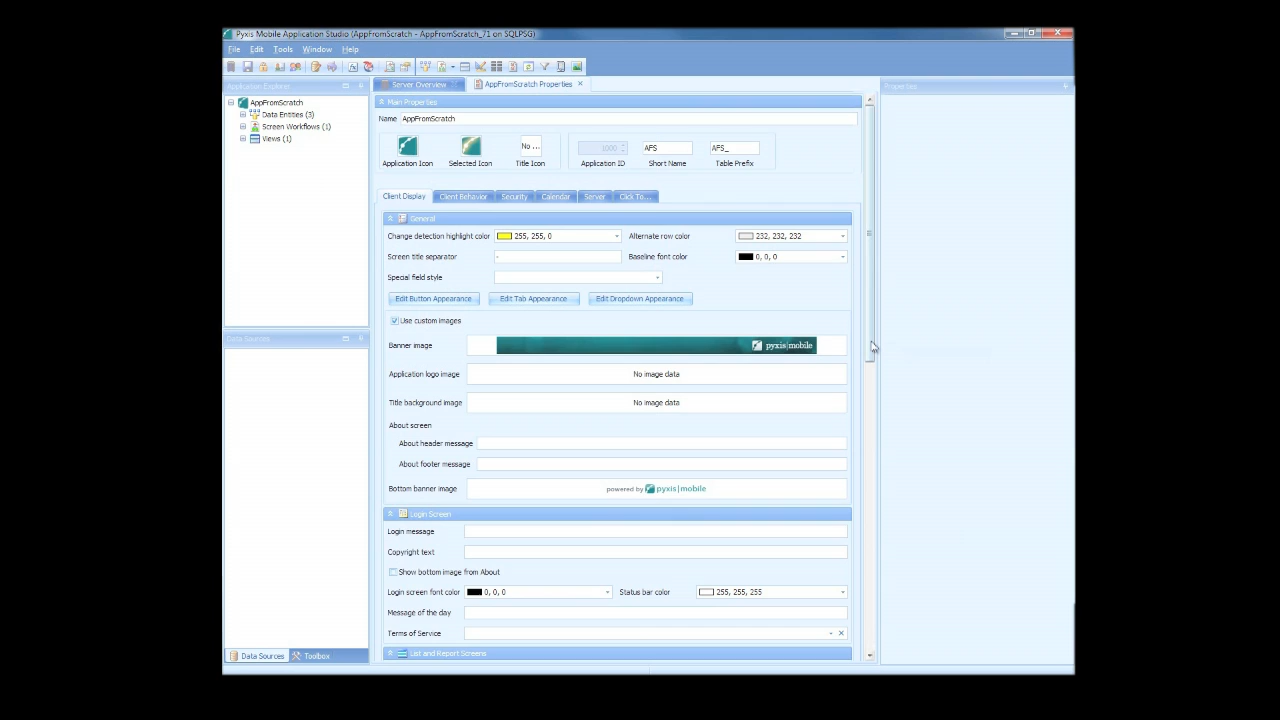 Pyxis Mobile Application Studio (AppFromScratch - AppFromScratch_71 on SQLPSG)
File Edit Tools Window Help
Application Explorer
Server Overview
AppFromScratch Properties
Properties
AppFromScratch
Data Entities (3)
Screen Workflows (1)
Views (1)
Data Sources
Data Sources
Toolbox
Main Properties
Name AppFromScratch
No ...
1000
AFS
AFS_
Application Icon
Selected Icon
Title Icon
Application ID
Short Name
Table Prefix
Client Display
Client Behavior
Security
Calendar
Server
Click To...
General
Change detection highlight color 255, 255, 0 Alternate row color 232, 232, 232
Screen title separator - Baseline font color 0, 0, 0
Special field style
Edit Button Appearance
Edit Tab Appearance
Edit Dropdown Appearance
Use custom images
Banner image pyxis|mobile
Application logo image No image data
Title background image No image data
About screen
About header message
About footer message
Bottom banner image powered by pyxis|mobile
Login Screen
Login message
Copyright text
Show bottom image from About
Login screen font color 0, 0, 0 Status bar color 255, 255, 255
Message of the day
Terms of Service
List and Report Screens